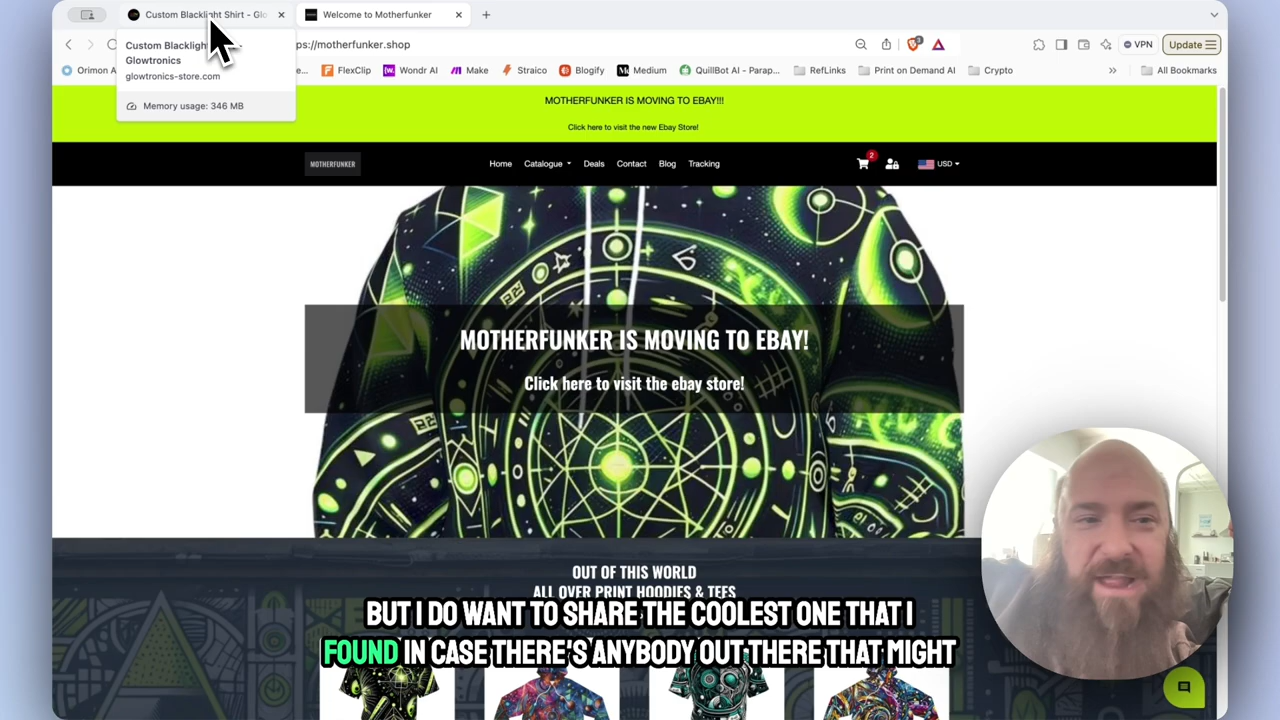 Custom Blacklight Shirt - Glo
Welcome to Motherfunker
Custom Blackligh
Glowtronics
glowtronics-store.com
Memory usage: 346 MB
ps://motherfunker.shop
VPN
Update
Orimon A
e...
FlexClip
Wondr AI
Make
Straico
Blogify
Medium
QuillBot AI - Parap...
RefLinks
Print on Demand AI
Crypto
All Bookmarks
MOTHERFUNKER IS MOVING TO EBAY!!!
Click here to visit the new Ebay Store!
MOTHERFUNKER
Home
Catalogue
Deals
Contact
Blog
Tracking
2
USD
MOTHERFUNKER IS MOVING TO EBAY!
Click here to visit the ebay store!
OUT OF THIS WORLD
ALL OVER PRINT HOODIES & TEES
BUT I DO WANT TO SHARE THE COOLEST ONE THAT I
FOUND IN CASE THERE'S ANYBODY OUT THERE THAT MIGHT